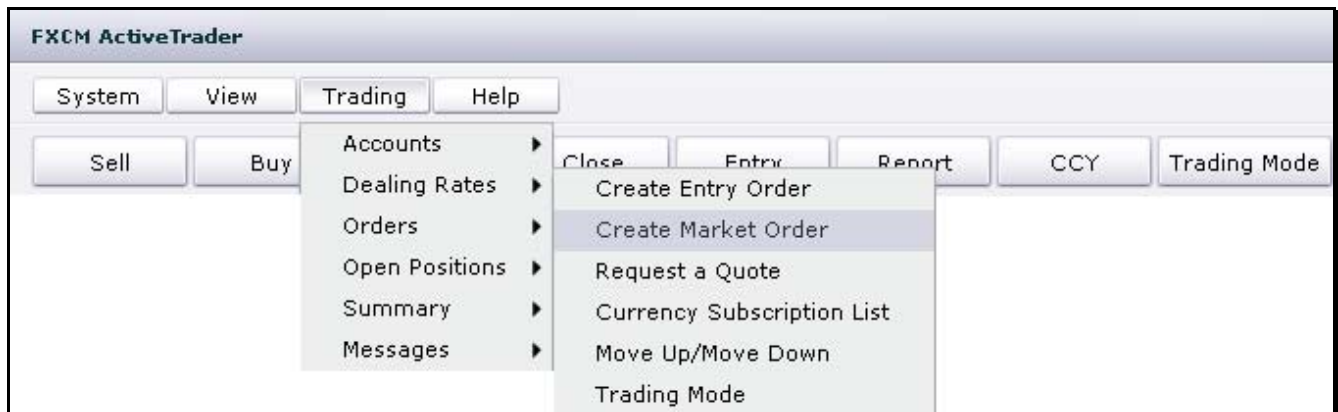 FXCM ActiveTrader
System View Trading Help
Sell Buy Close Entry Report CCY Trading Mode
Accounts
Dealing Rates
Orders
Open Positions
Summary
Messages
Create Entry Order
Create Market Order
Request a Quote
Currency Subscription List
Move Up/Move Down
Trading Mode